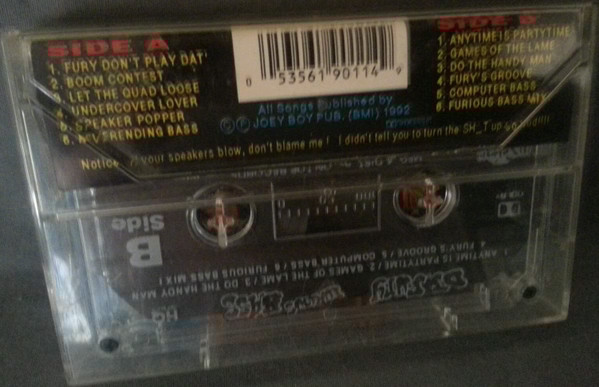 SIDE A
1. FURY DON'T PLAY DAT
2. BOOM CONTEST
3. LET THE QUAD LOOSE
4. UNDERCOVER LOVER
5. SPEAKER POPPER
6. NEVERENDING BASS
0 53561 90114 9
All Songs Published by
Ⓒ Ⓟ JOEY BOY PUB. (BMI) 1992
SIDE B
1. ANYTIME IS PARTYTIME
2. GAMES OF THE LAME
3. DO THE HANDY MAN
4. FURY'S GROOVE
5. COMPUTER BASS
6. FURIOUS BASS MIX
Notice your speakers blow, don't blame me! I didn't tell you to turn the SH_T up
Side
B
100 50 0
1. ANYTIME IS PARTYTIME / 2. GAMES OF THE LAME / 3. DO THE HANDY MAN
4. FURY'S GROOVE / 5. COMPUTER BASS / 6. FURIOUS BASS MIX !
HQ